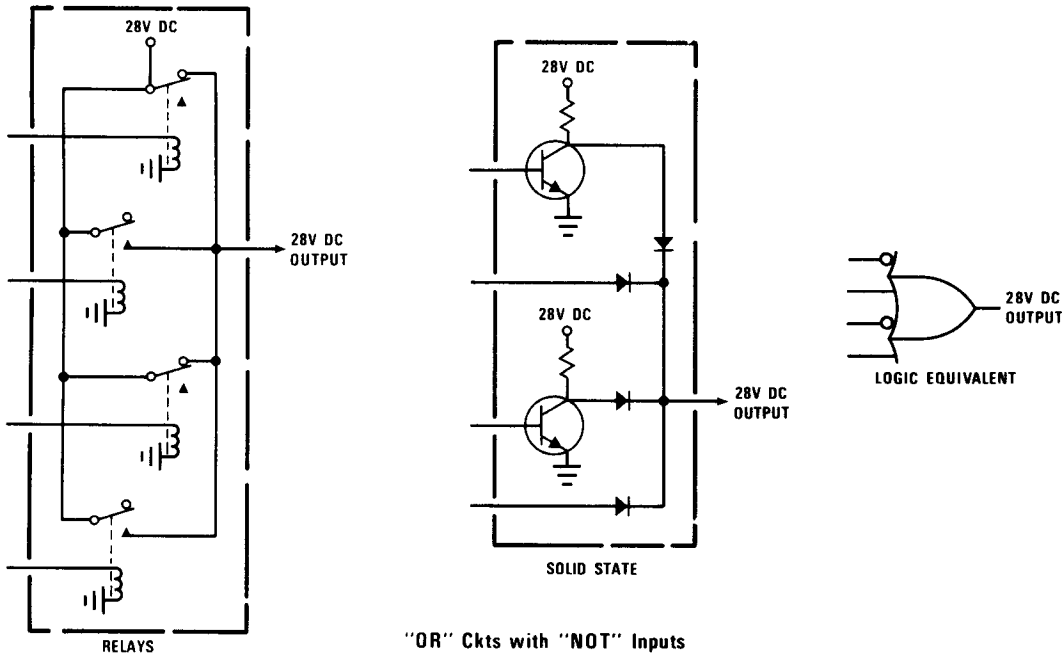 28V DC
28V DC
OUTPUT
RELAYS
28V DC
28V DC
28V DC
OUTPUT
SOLID STATE
28V DC
OUTPUT
LOGIC EQUIVALENT
"OR" Ckts with "NOT" Inputs